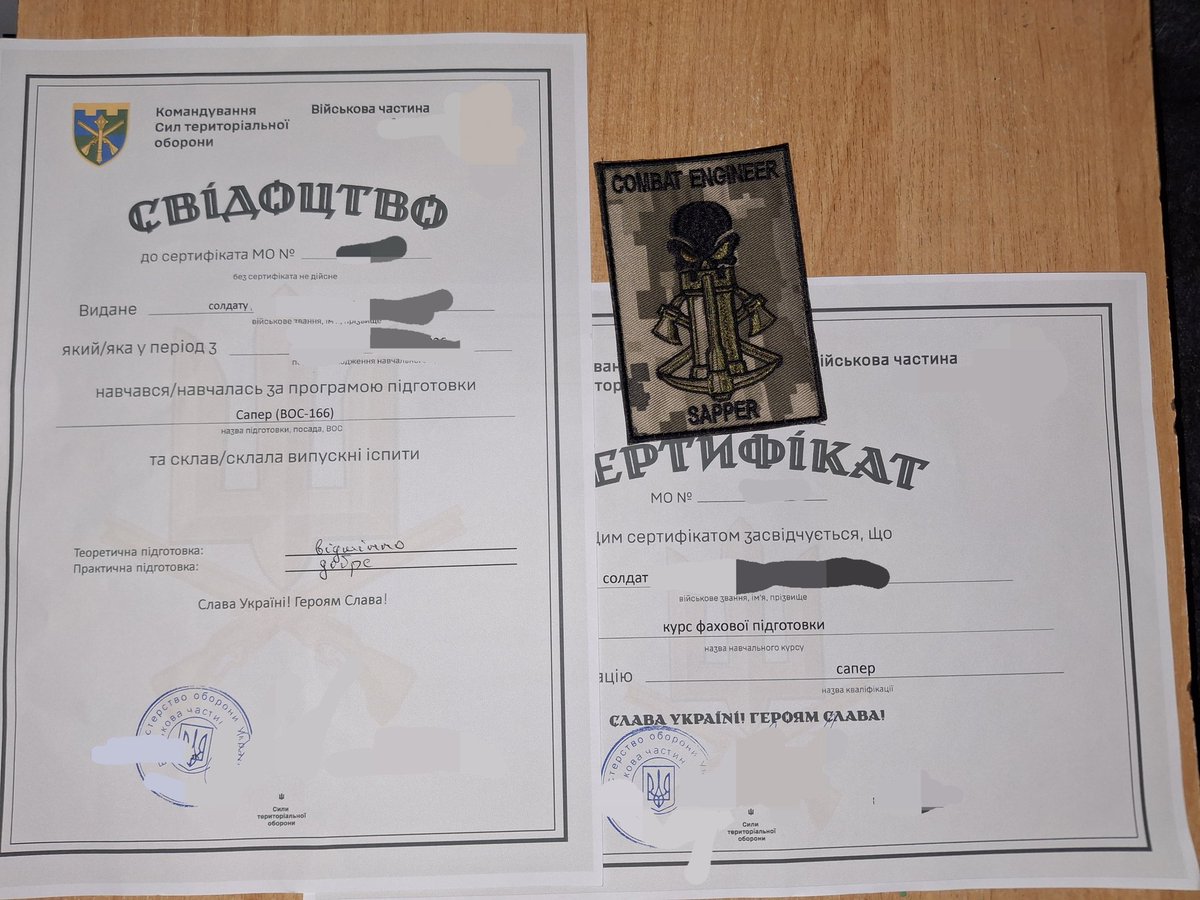 Командування
Сил територіальної
оборони
Військова частина
СВІДОЦТВО
до сертифіката МО №
без сертифіката не дійсне
Видане солдату,
військове звання, ім'я, прізвище
який/яка у період з
навчався/навчалась за програмою підготовки
Сапер (ВОС-166)
назва підготовки, посада, ВОС
та склав/склала випускні іспити
Теоретична підготовка: відмінно
Практична підготовка: добре
Слава Україні! Героям Слава!
Сили
територіальної
оборони
COMBAT ENGINEER
SAPPER
ійськова частина
ЕРТИФІКАТ
МО №
Цим сертифікатом засвідчується, що
солдат
військове звання, ім'я, прізвище
курс фахової підготовки
назва навчального курсу
ацію сапер
назва кваліфікації
СЛАВА УКРАЇНІ! ГЕРОЯМ СЛАВА!
Сили
територіальної
оборони